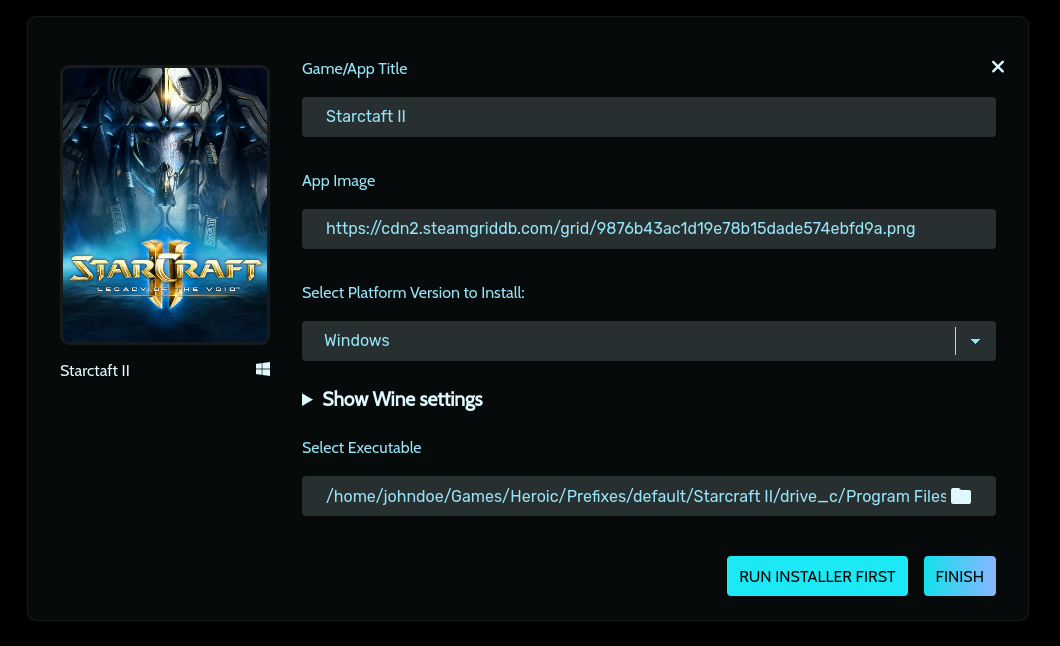 Game/App Title
Starctaft II
App Image
https://cdn2.steamgriddb.com/grid/9876b43ac1d19e78b15dade574ebfd9a.png
Select Platform Version to Install:
Windows
Show Wine settings
Select Executable
/home/johndoe/Games/Heroic/Prefixes/default/Starcraft II/drive_c/Program Files
RUN INSTALLER FIRST
FINISH
STARCRAFT
II
LEGACY OF THE VOID™
Starctaft II